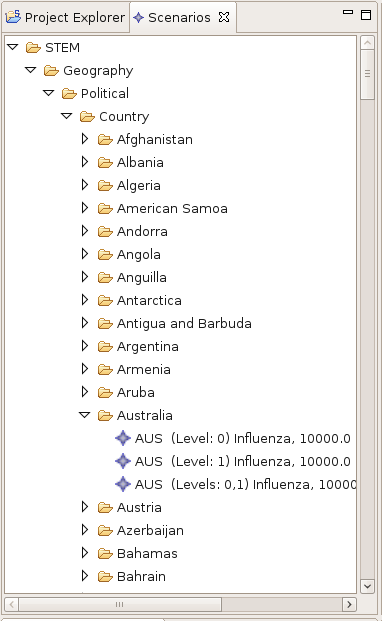 Project Explorer Scenarios
STEM
Geography
Political
Country
Afghanistan
Albania
Algeria
American Samoa
Andorra
Angola
Anguilla
Antarctica
Antigua and Barbuda
Argentina
Armenia
Aruba
Australia
AUS (Level: 0) Influenza, 10000.0
AUS (Level: 1) Influenza, 10000.0
AUS (Levels: 0,1) Influenza, 10000
Austria
Azerbaijan
Bahamas
Bahrain